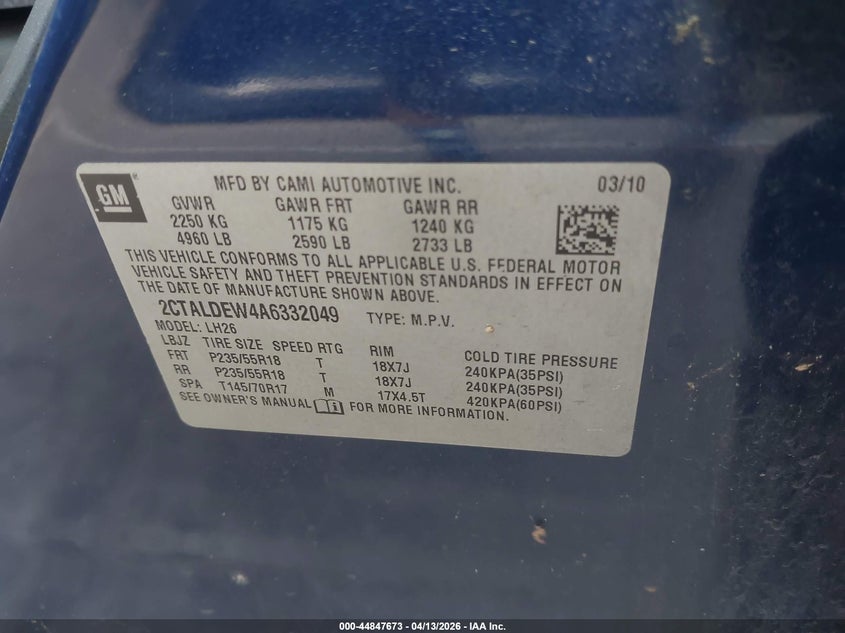 GM
MFD BY CAMI AUTOMOTIVE INC. 03/10
GVWR GAWR FRT GAWR RR
2250 KG 1175 KG 1240 KG
4960 LB 2590 LB 2733 LB
THIS VEHICLE CONFORMS TO ALL APPLICABLE U.S. FEDERAL MOTOR
VEHICLE SAFETY AND THEFT PREVENTION STANDARDS IN EFFECT ON
THE DATE OF MANUFACTURE SHOWN ABOVE.
2CTALDEW4A6332049 TYPE: M.P.V.
MODEL: LH26
LBJZ TIRE SIZE SPEED RTG RIM COLD TIRE PRESSURE
FRT P235/55R18 T 18X7J 240KPA(35PSI)
RR P235/55R18 T 18X7J 240KPA(35PSI)
SPA T145/70R17 M 17X4.5T 420KPA(60PSI)
SEE OWNER'S MANUAL FOR MORE INFORMATION.
000-44847673 - 04/13/2026 - IAA Inc.